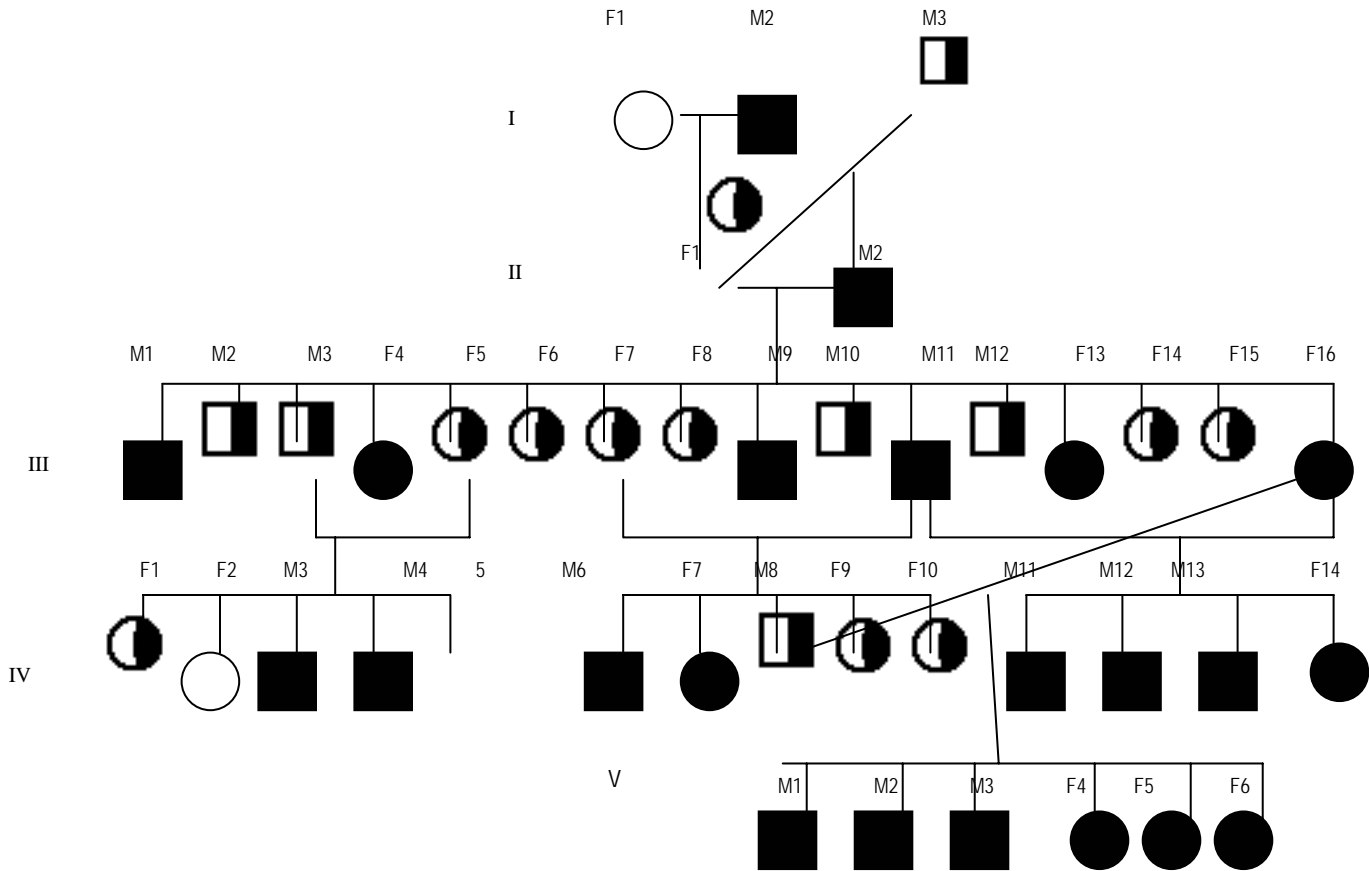 F1 M2 M3
I
F1 M2
II
M1 M2 M3 F4 F5 F6 F7 F8 M9 M10 M11 M12 F13 F14 F15 F16
III
F1 F2 M3 M4 5 M6 F7 M8 F9 F10 M11 M12 M13 F14
IV
V
M1 M2 M3 F4 F5 F6